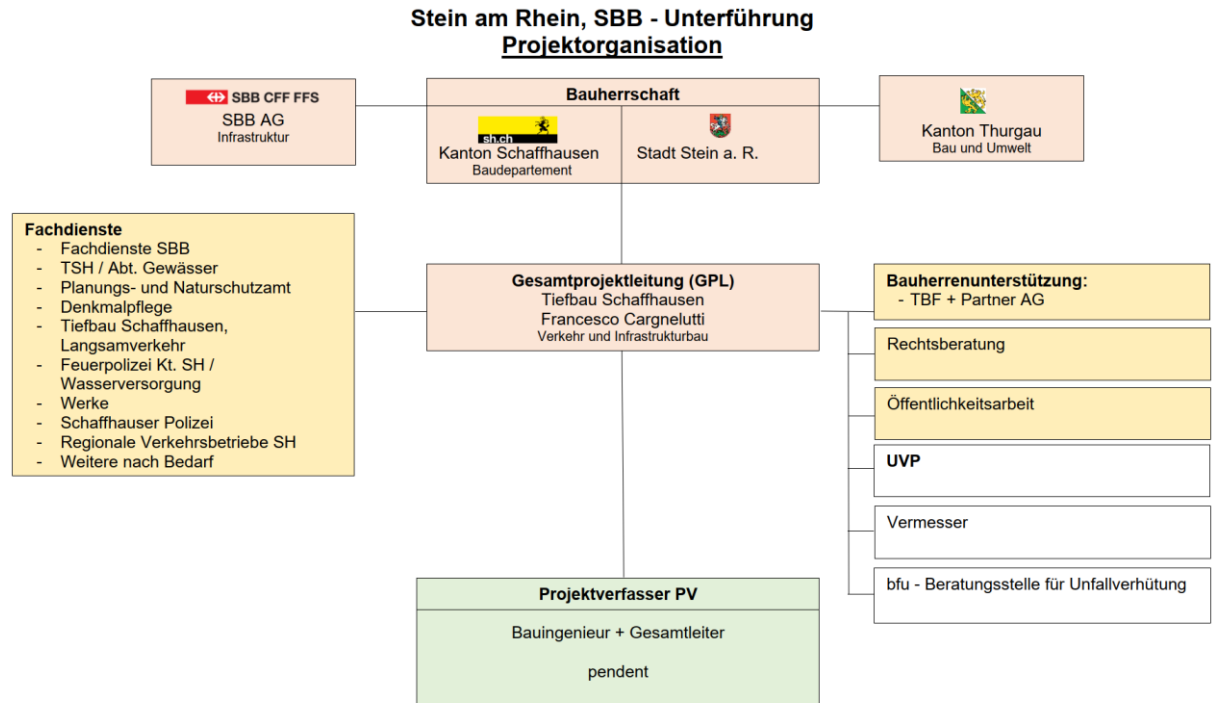 Stein am Rhein, SBB - Unterführung
Projektorganisation
SBB CFF FFS
SBB AG
Infrastruktur
Bauherrschaft
sh.ch
Kanton Schaffhausen
Baudepartement
Stadt Stein a. R.
Kanton Thurgau
Bau und Umwelt
Fachdienste
- Fachdienste SBB
- TSH / Abt. Gewässer
- Planungs- und Naturschutzamt
- Denkmalpflege
- Tiefbau Schaffhausen,
Langsamverkehr
- Feuerpolizei Kt. SH /
Wasserversorgung
- Werke
- Schaffhauser Polizei
- Regionale Verkehrsbetriebe SH
- Weitere nach Bedarf
Gesamtprojektleitung (GPL)
Tiefbau Schaffhausen
Francesco Cargnelutti
Verkehr und Infrastrukturbau
Bauherrenunterstützung:
- TBF + Partner AG
Rechtsberatung
Öffentlichkeitsarbeit
UVP
Vermesser
bfu - Beratungsstelle für Unfallverhütung
Projektverfasser PV
Bauingenieur + Gesamtleiter
pendent